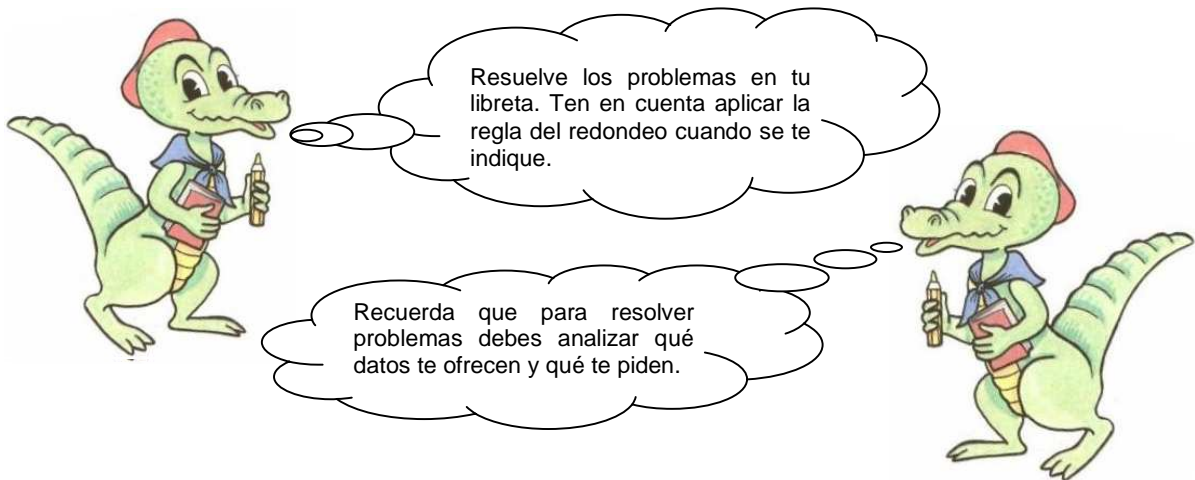 Resuelve los problemas en tu
libreta. Ten en cuenta aplicar la
regla del redondeo cuando se te
indique.
Recuerda que para resolver
problemas debes analizar qué
datos te ofrecen y qué te piden.